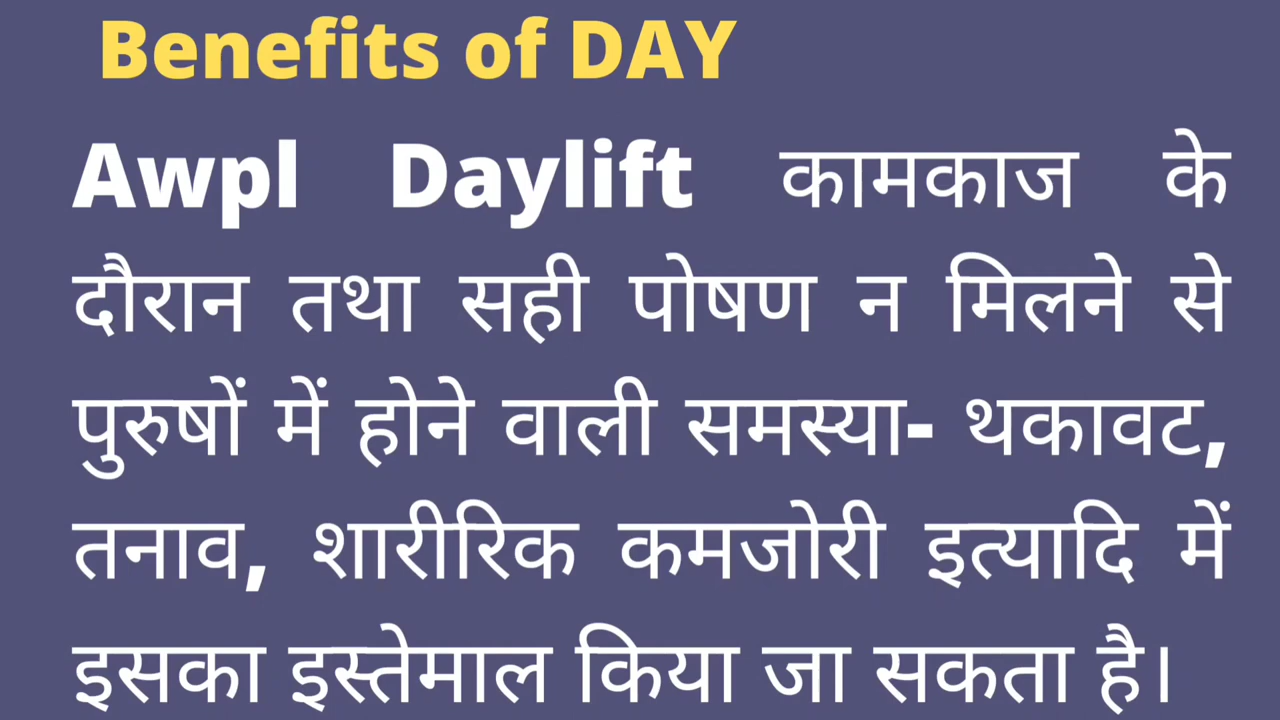 Benefits of DAY
Awpl Daylift कामकाज के
दौरान तथा सही पोषण न मिलने से
पुरुषों में होने वाली समस्या- थकावट,
तनाव, शारीरिक कमजोरी इत्यादि में
इसका इस्तेमाल किया जा सकता है।